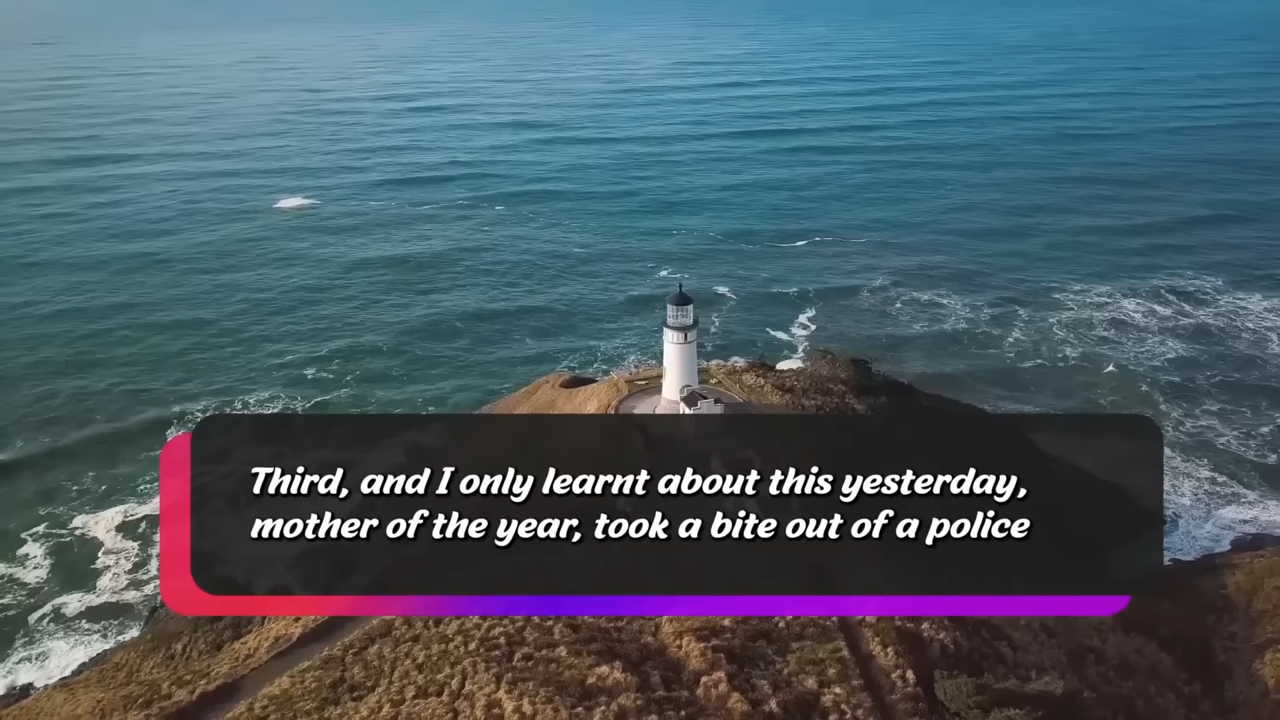 Third, and I only learnt about this yesterday,
mother of the year, took a bite out of a police